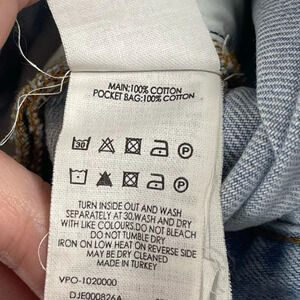 MAIN:100% COTTON
POCKET BAG:100% COTTON
30
P
P
TURN INSIDE OUT AND WASH
SEPARATELY AT 30.WASH AND DRY
WITH LIKE COLOURS.DO NOT BLEACH
DO NOT TUMBLE DRY
IRON ON LOW HEAT ON REVERSE SIDE
MAY BE DRY CLEANED
MADE IN TURKEY
VPO-1020000
DJE00082AA